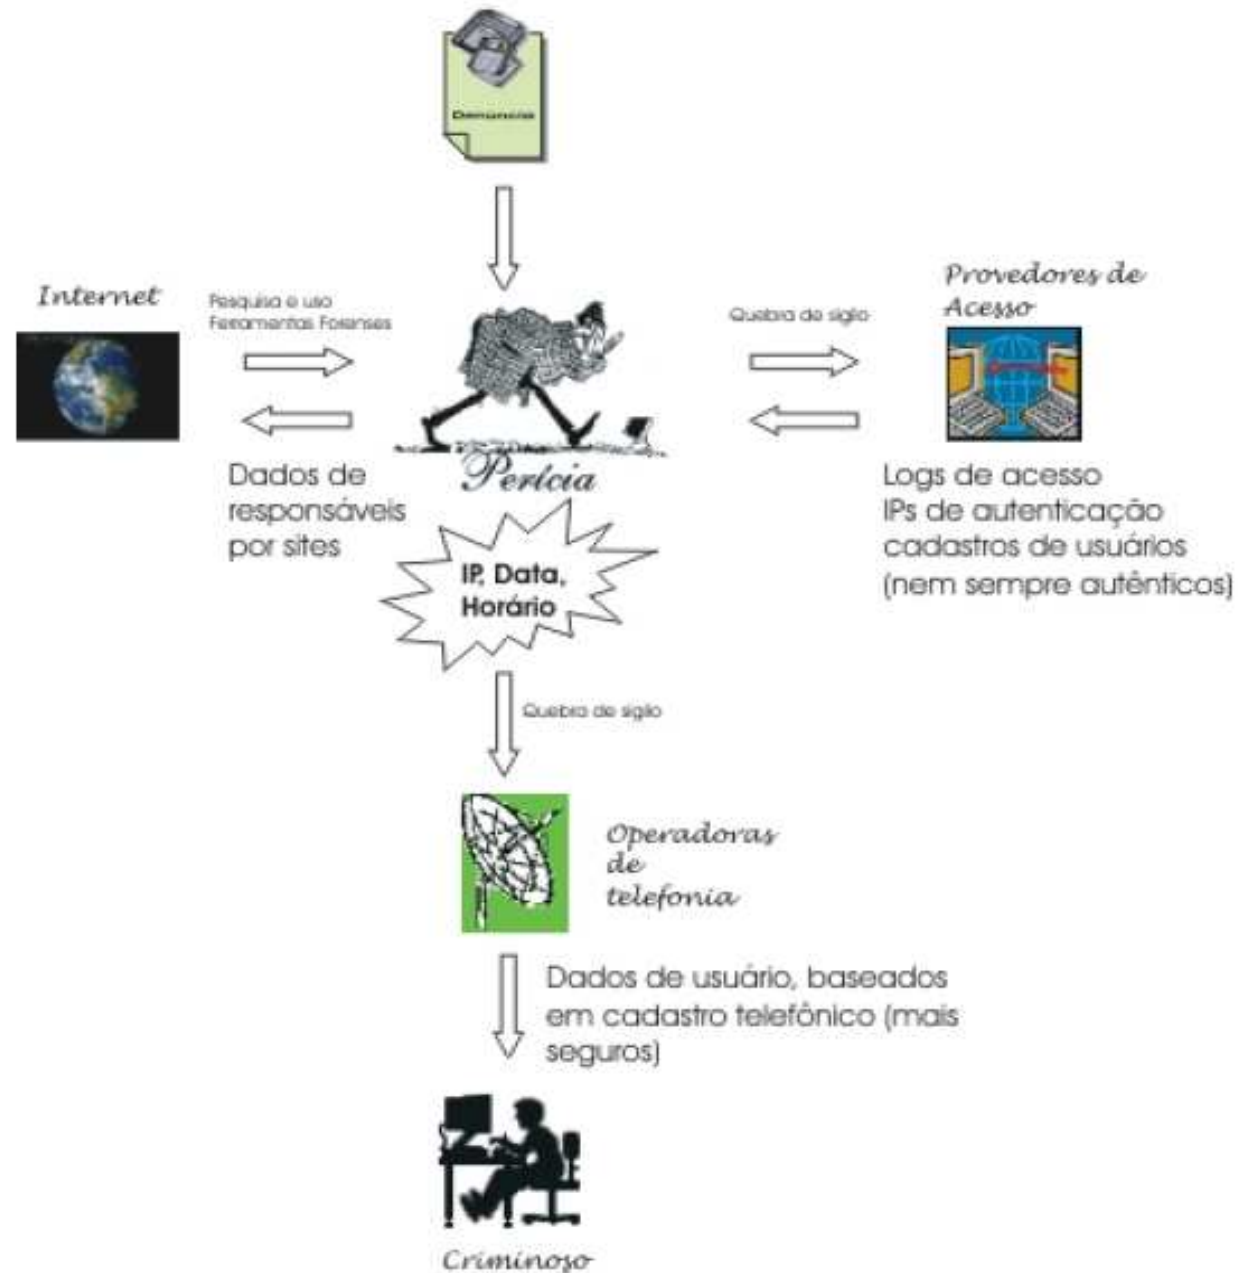 Denúncia
Internet
Pesquisa e uso
Ferramentas Forenses
Quebra de sigilo
Provedores de
Acesso
Dados de
responsáveis
por sites
Perícia
Logs de acesso
IPs de autenticação
cadastros de usuários
(nem sempre autênticos)
IP, Data,
Horário
Quebra de sigilo
Operadoras
de
telefonia
Dados de usuário, baseados
em cadastro telefônico (mais
seguros)
Criminoso